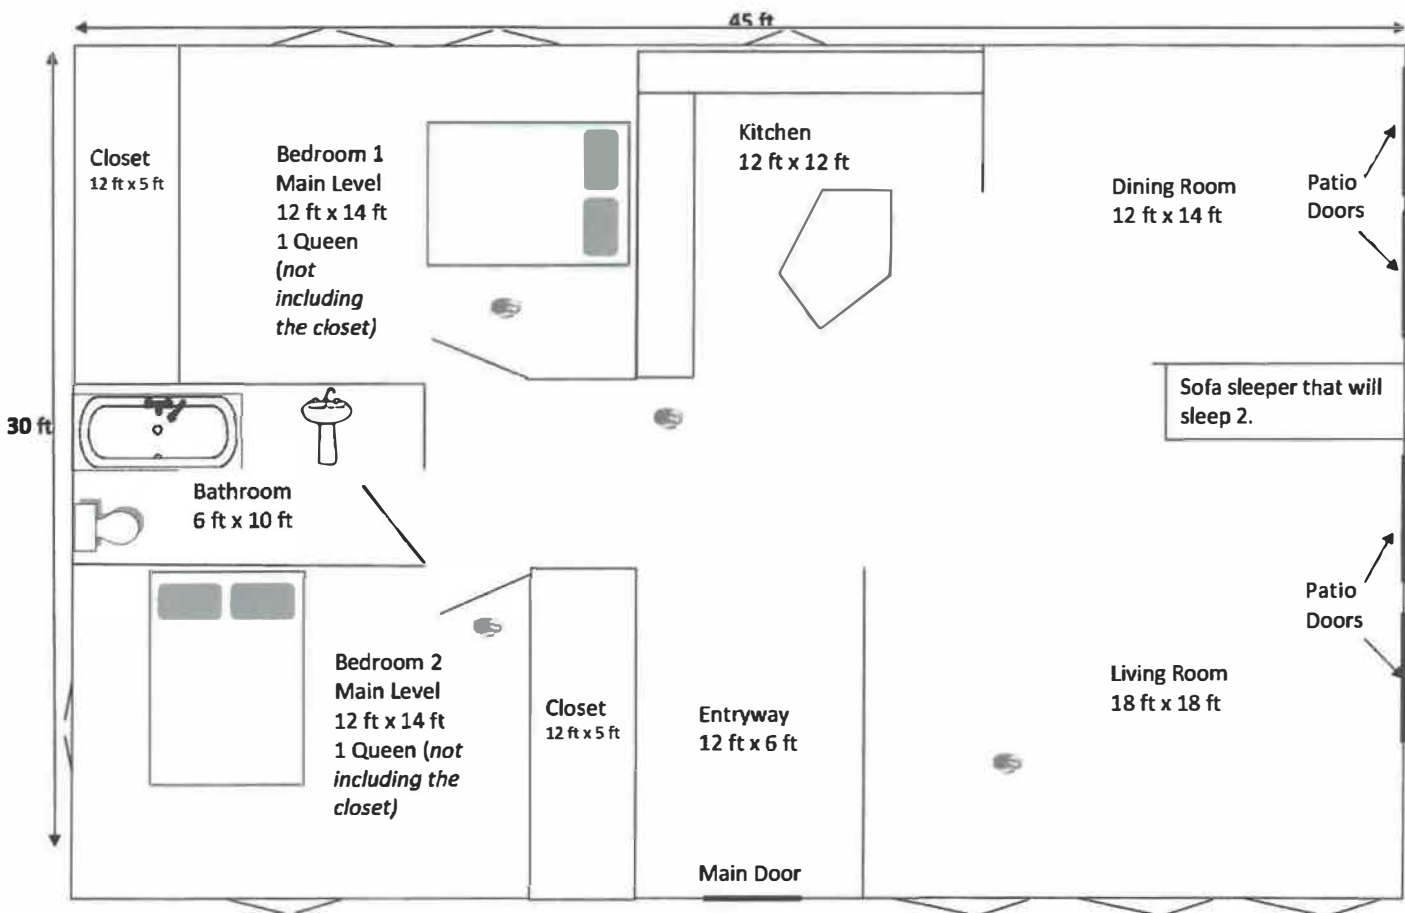 45 ft
Closet
12 ft x 5 ft
Bedroom 1
Main Level
12 ft x 14 ft
1 Queen
(not
including
the closet)
Kitchen
12 ft x 12 ft
Dining Room
12 ft x 14 ft
Patio
Doors
30 ft
Sofa sleeper that will
sleep 2.
Bathroom
6 ft x 10 ft
Bedroom 2
Main Level
12 ft x 14 ft
1 Queen (not
including the
closet)
Closet
12 ft x 5 ft
Entryway
12 ft x 6 ft
Living Room
18 ft x 18 ft
Patio
Doors
Main Door